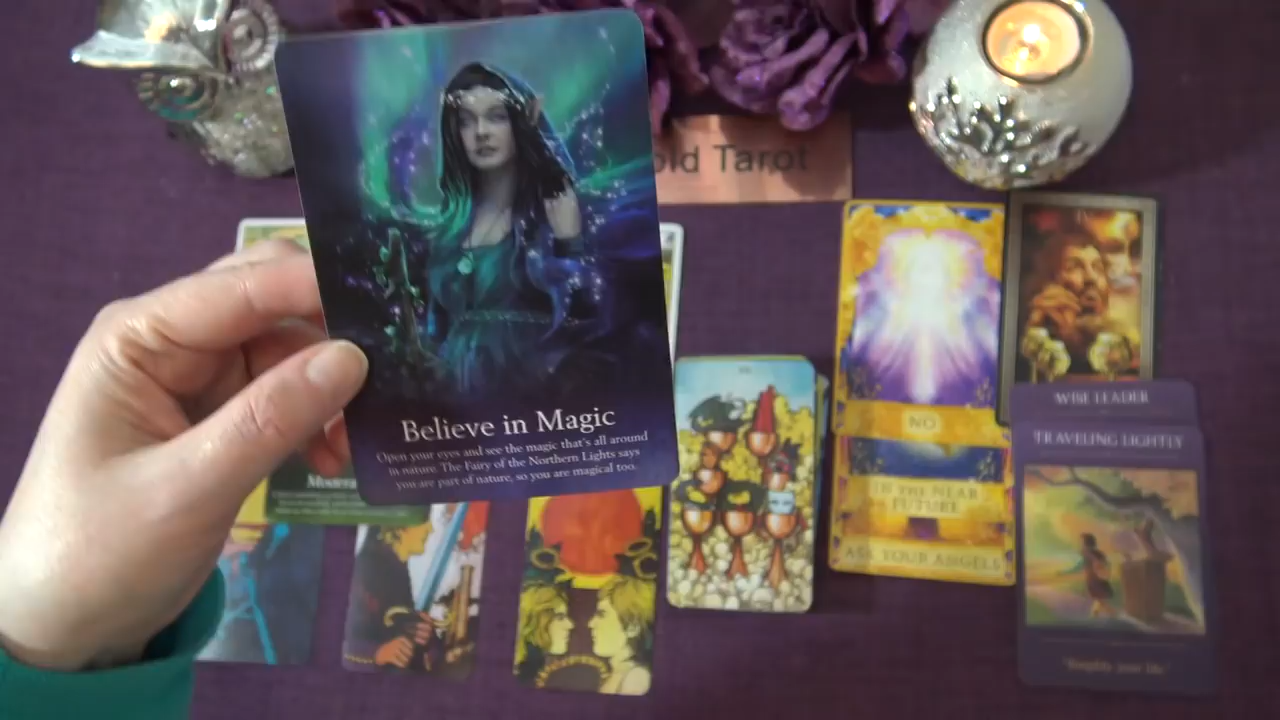 old Tarot
Believe in Magic
Open your eyes and see the magic that's all around
in nature. The Fairy of the Northern Lights says
you are part of nature, so you are magical too.
NO
IN THE NEAR
FUTURE
ASK YOUR ANGELS
WISE LEADER
TRAVELING LIGHTLY
"Simplify your life."